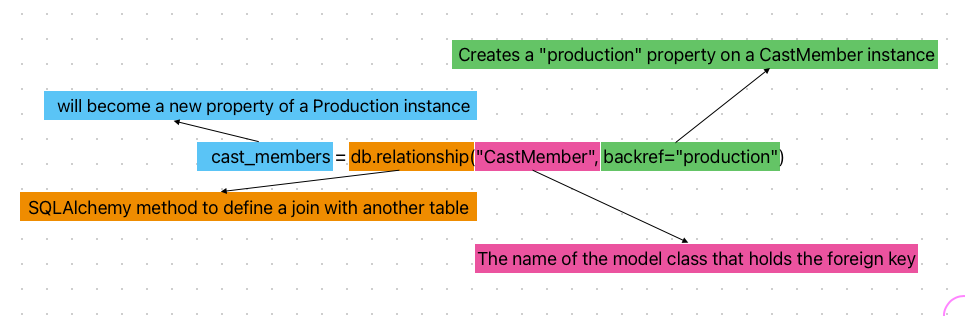 Creates a "production" property on a CastMember instance
will become a new property of a Production instance
cast_members = db.relationship("CastMember", backref="production")
SQLAlchemy method to define a join with another table
The name of the model class that holds the foreign key